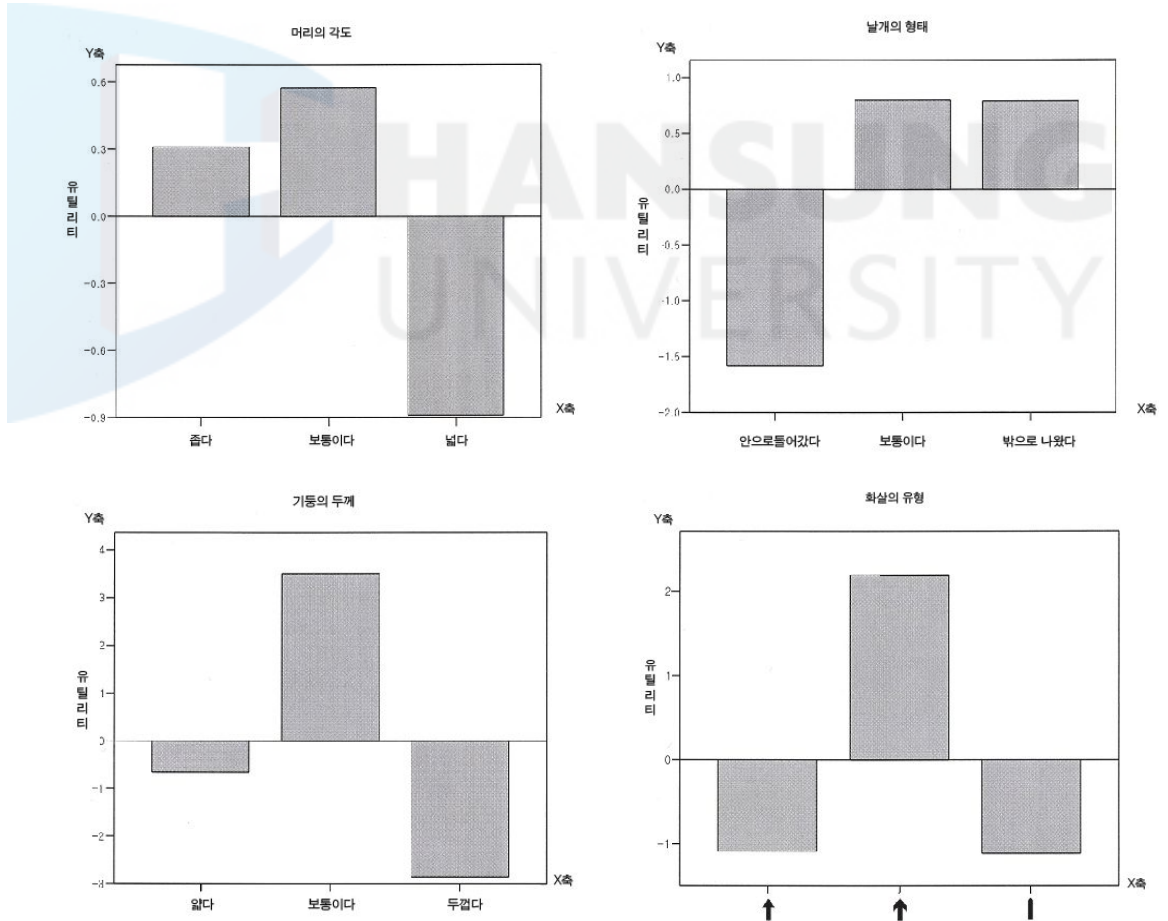 머리의 각도
Y축
0.6
0.3
0.0
-0.3
-0.6
-0.9
유틸리티
X축
좁다 보통이다 넓다
날개의 형태
Y축
1.0
0.5
0.0
-0.5
-1.0
-1.5
-2.0
유틸리티
X축
안으로들어갔다 보통이다 밖으로 나왔다
HANSUNG
UNIVERSITY
기둥의 두께
Y축
4
3
2
1
0
-1
-2
-3
유틸리티
X축
얇다 보통이다 두껍다
화살의 유형
Y축
2
1
0
-1
유틸리티
X축